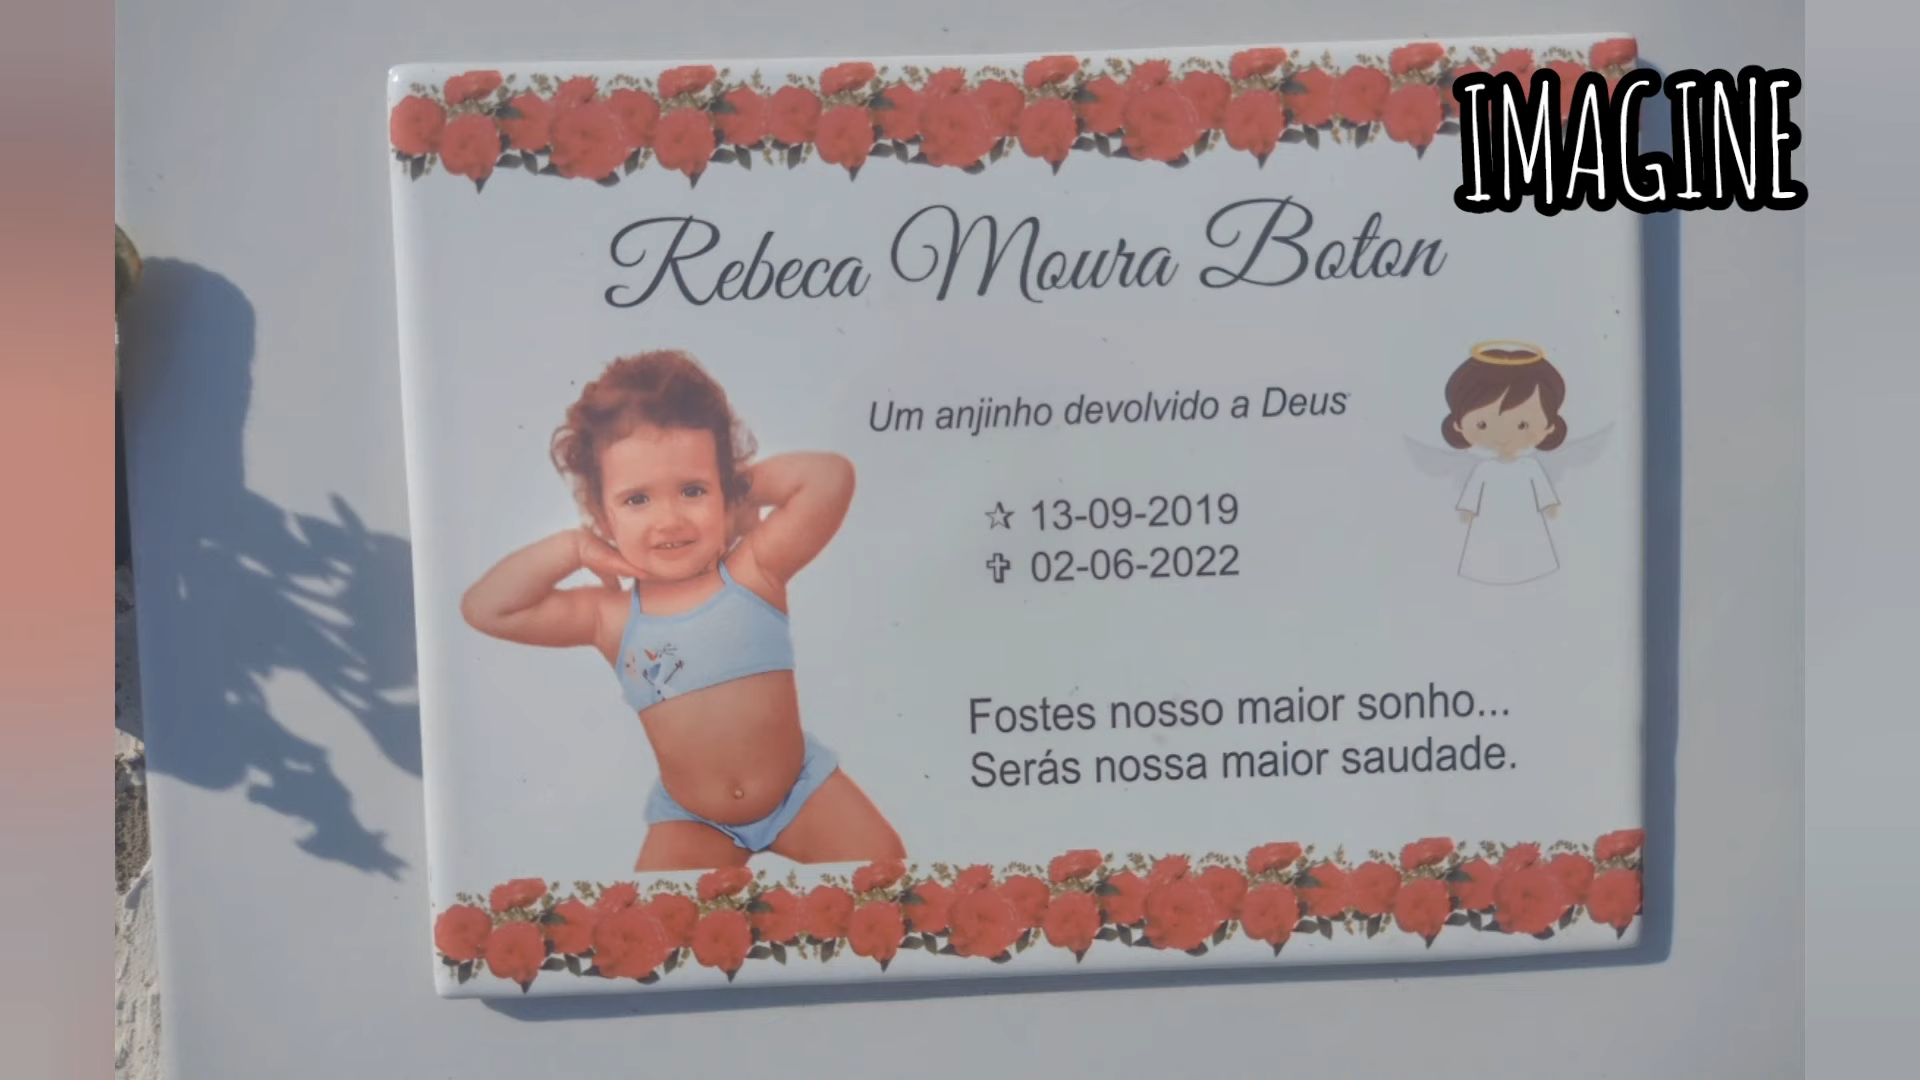 IMAGINE
Rebeca Moura Boton
Um anjinho devolvido a Deus
☆ 13-09-2019
✞ 02-06-2022
Fostes nosso maior sonho...
Serás nossa maior saudade.